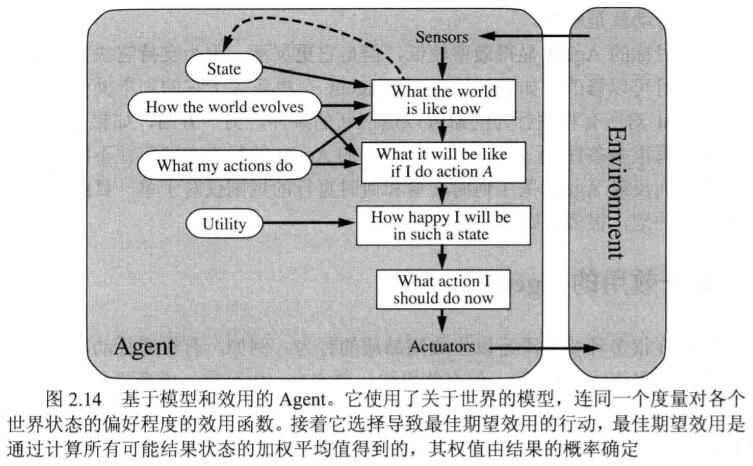 Sensors
State
What the world
is like now
How the world evolves
What my actions do
What it will be like
if I do action A
Utility
How happy I will be
in such a state
What action I
should do now
Agent
Actuators
Environment
图 2.14 基于模型和效用的 Agent。它使用了关于世界的模型，连同一个度量对各个
世界状态的偏好程度的效用函数。接着它选择导致最佳期望效用的行动，最佳期望效用是
通过计算所有可能结果状态的加权平均值得到的，其权值由结果的概率确定